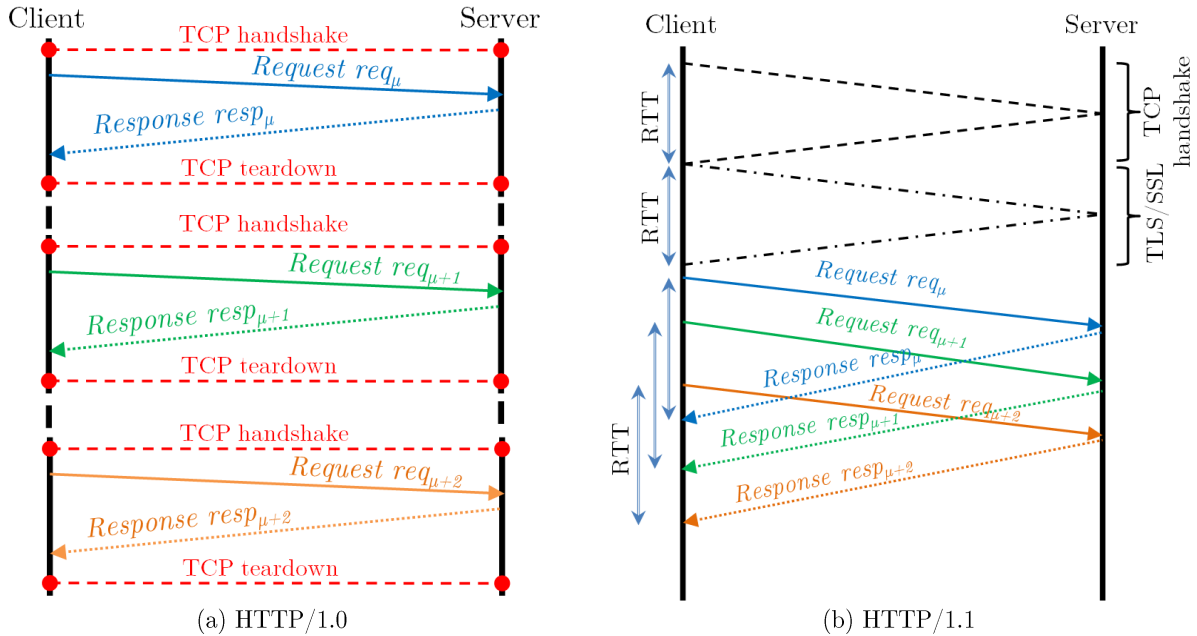 Client
Server
TCP handshake
Request req_μ
Response resp_μ
TCP teardown
TCP handshake
Request req_μ+1
Response resp_μ+1
TCP teardown
TCP handshake
Request req_μ+2
Response resp_μ+2
TCP teardown
(a) HTTP/1.0
Client
Server
RTT
TCP
handshake
RTT
TLS/SSL
Request req_μ
Request req_μ+1
Response resp_μ
Request req_μ+2
Response resp_μ+1
RTT
Response resp_μ+2
(b) HTTP/1.1